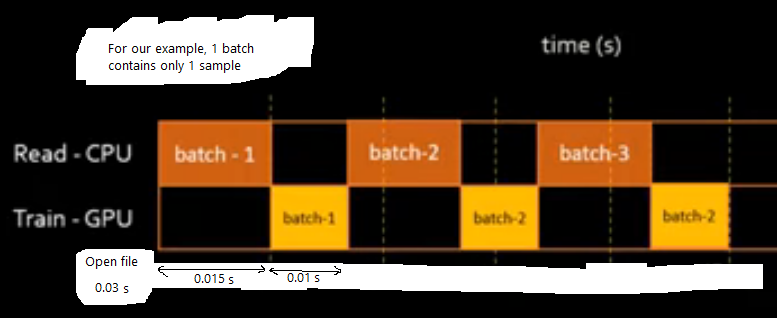 For our example, 1 batch
contains only 1 sample
time (s)
Read - CPU
batch - 1
batch-2
batch-3
Train - GPU
batch-1
batch-2
batch-2
Open file
0.03 s
0.015 s
0.01 s